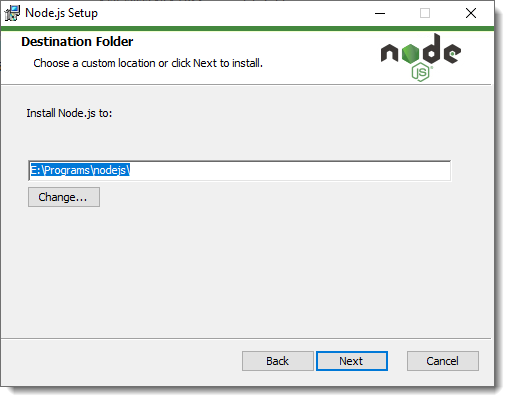 Node.js Setup
Destination Folder
Choose a custom location or click Next to install.
node
JS
Install Node.js to:
E:\Programs\nodejs\
Change...
Back
Next
Cancel